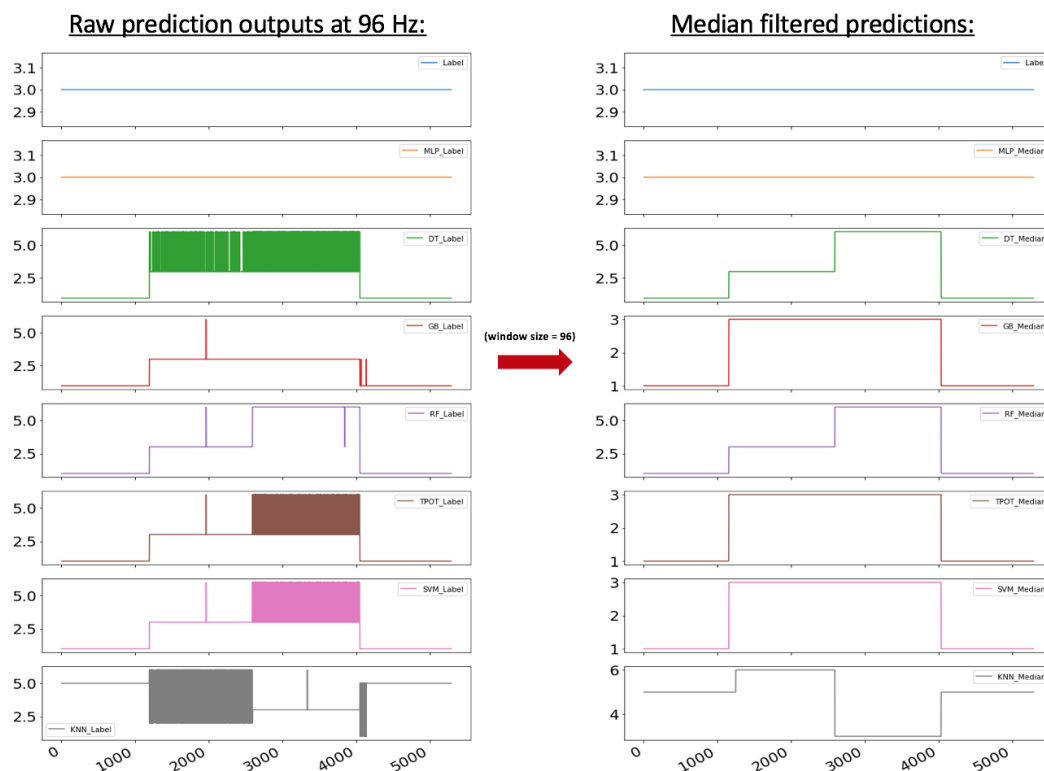 Raw prediction outputs at 96 Hz:
3.1
3.0
2.9
Label
3.1
3.0
2.9
MLP_Label
5.0
2.5
DT_Label
5.0
2.5
GB_Label
5.0
2.5
RF_Label
5.0
2.5
TPOT_Label
5.0
2.5
SVM_Label
5.0
2.5
KNN_Label
0 1000 2000 3000 4000 5000
(window size = 96)
Median filtered predictions:
3.1
3.0
2.9
Label
3.1
3.0
2.9
MLP_Median
5.0
2.5
DT_Median
3
2
1
GB_Median
5.0
2.5
RF_Median
3
2
1
TPOT_Median
3
2
1
SVM_Median
6
4
KNN_Median
0 1000 2000 3000 4000 5000